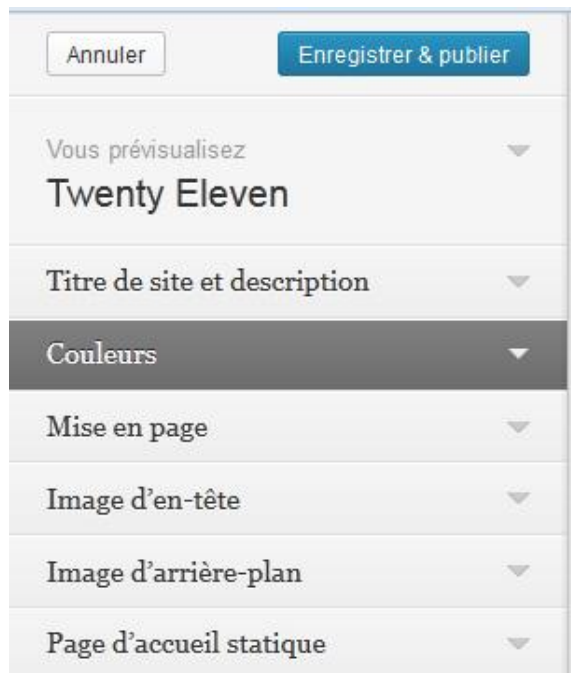 Annuler
Enregistrer & publier
Vous prévisualisez
Twenty Eleven
Titre de site et description
Couleurs
Mise en page
Image d’en-tête
Image d’arrière-plan
Page d’accueil statique